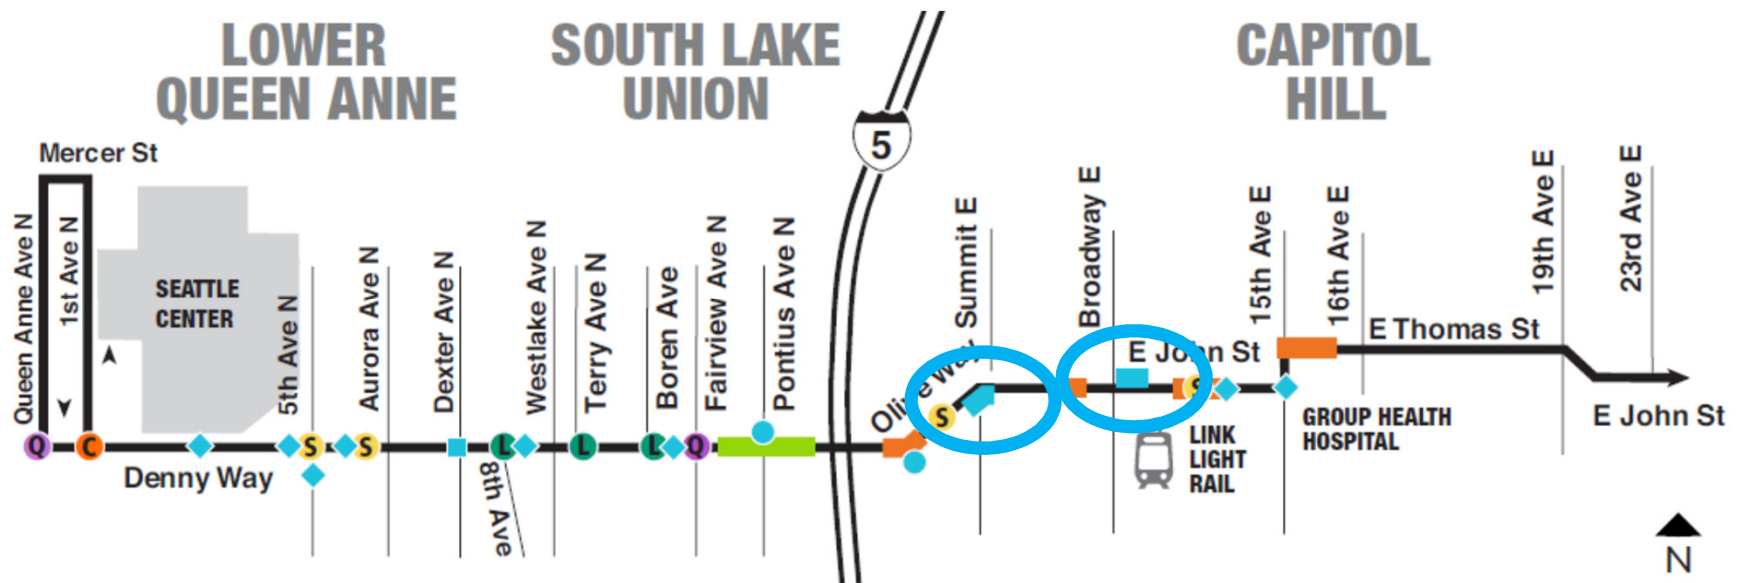 LOWER
QUEEN ANNE
SOUTH LAKE
UNION
CAPITOL
HILL
5
Mercer St
Queen Anne Ave N
1st Ave N
SEATTLE
CENTER
5th Ave N
Aurora Ave N
Dexter Ave N
Westlake Ave N
Terry Ave N
Boren Ave
Fairview Ave N
Pontius Ave N
Summit E
Broadway E
15th Ave E
16th Ave E
19th Ave E
23rd Ave E
Olive Way
E John St
E Thomas St
E John St
Q
C
S
S
L
L
L
Q
S
S
Denny Way
8th Ave
LINK
LIGHT
RAIL
GROUP HEALTH
HOSPITAL
N